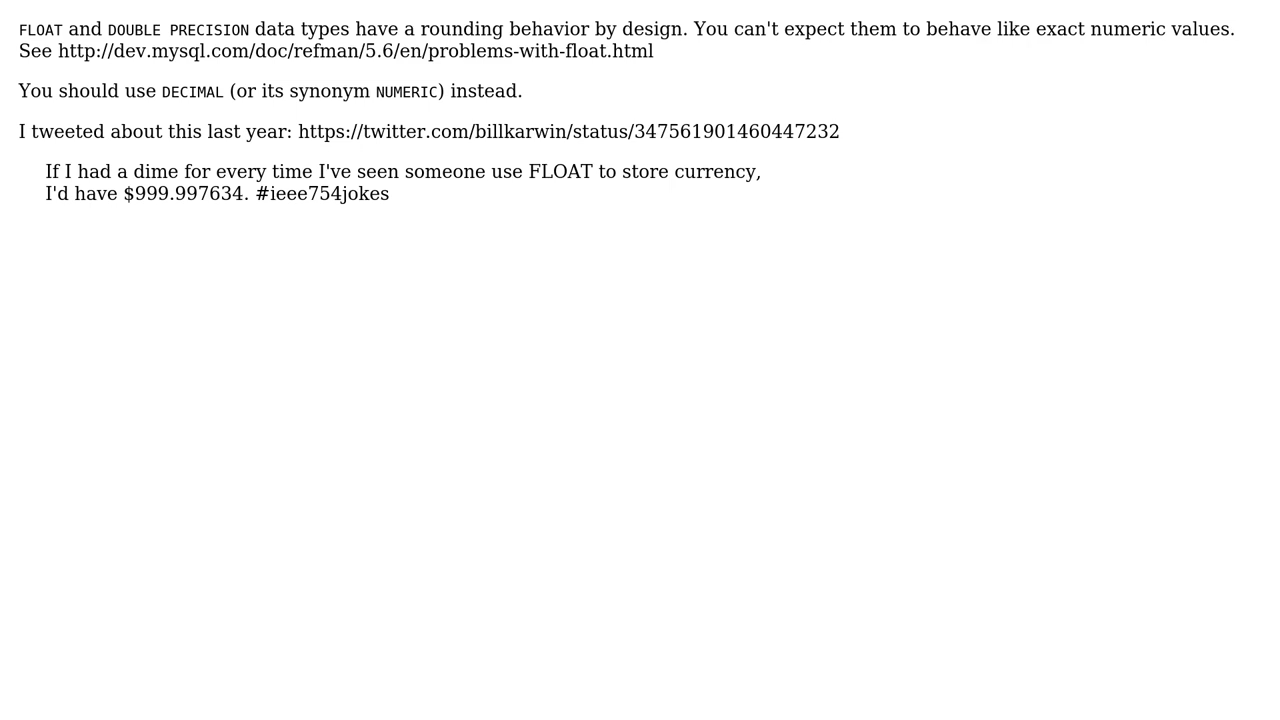 FLOAT and DOUBLE PRECISION data types have a rounding behavior by design. You can't expect them to behave like exact numeric values.
See http://dev.mysql.com/doc/refman/5.6/en/problems-with-float.html
You should use DECIMAL (or its synonym NUMERIC) instead.
I tweeted about this last year: https://twitter.com/billkarwin/status/347561901460447232
If I had a dime for every time I've seen someone use FLOAT to store currency,
I'd have $999.997634. #ieee754jokes